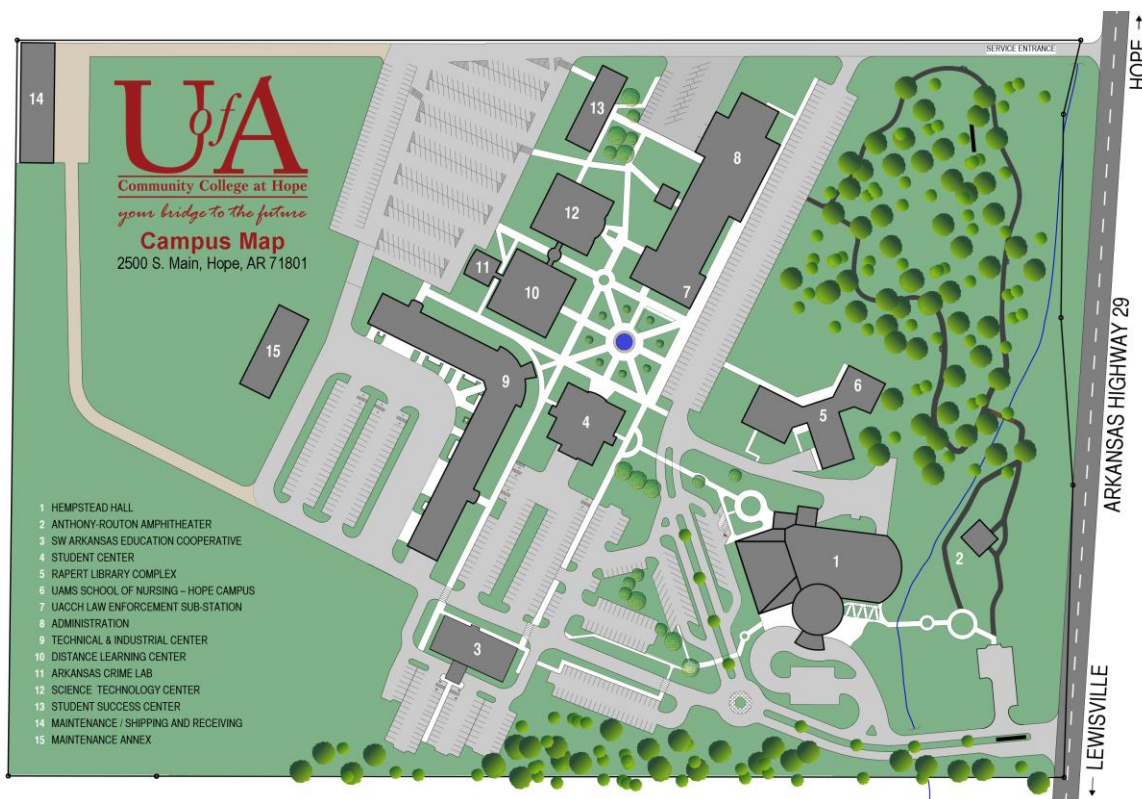 UofA
Community College at Hope
your bridge to the future
Campus Map
2500 S. Main, Hope, AR 71801
SERVICE ENTRANCE
HOPE
ARKANSAS HIGHWAY 29
LEWISVILLE
14
13
8
12
11
10
7
15
9
4
6
5
1
2
3
1 HEMPSTEAD HALL
2 ANTHONY-ROUTON AMPHITHEATER
3 SW ARKANSAS EDUCATION COOPERATIVE
4 STUDENT CENTER
5 RAPERT LIBRARY COMPLEX
6 UAMS SCHOOL OF NURSING – HOPE CAMPUS
7 UACCH LAW ENFORCEMENT SUB-STATION
8 ADMINISTRATION
9 TECHNICAL & INDUSTRIAL CENTER
10 DISTANCE LEARNING CENTER
11 ARKANSAS CRIME LAB
12 SCIENCE TECHNOLOGY CENTER
13 STUDENT SUCCESS CENTER
14 MAINTENANCE / SHIPPING AND RECEIVING
15 MAINTENANCE ANNEX